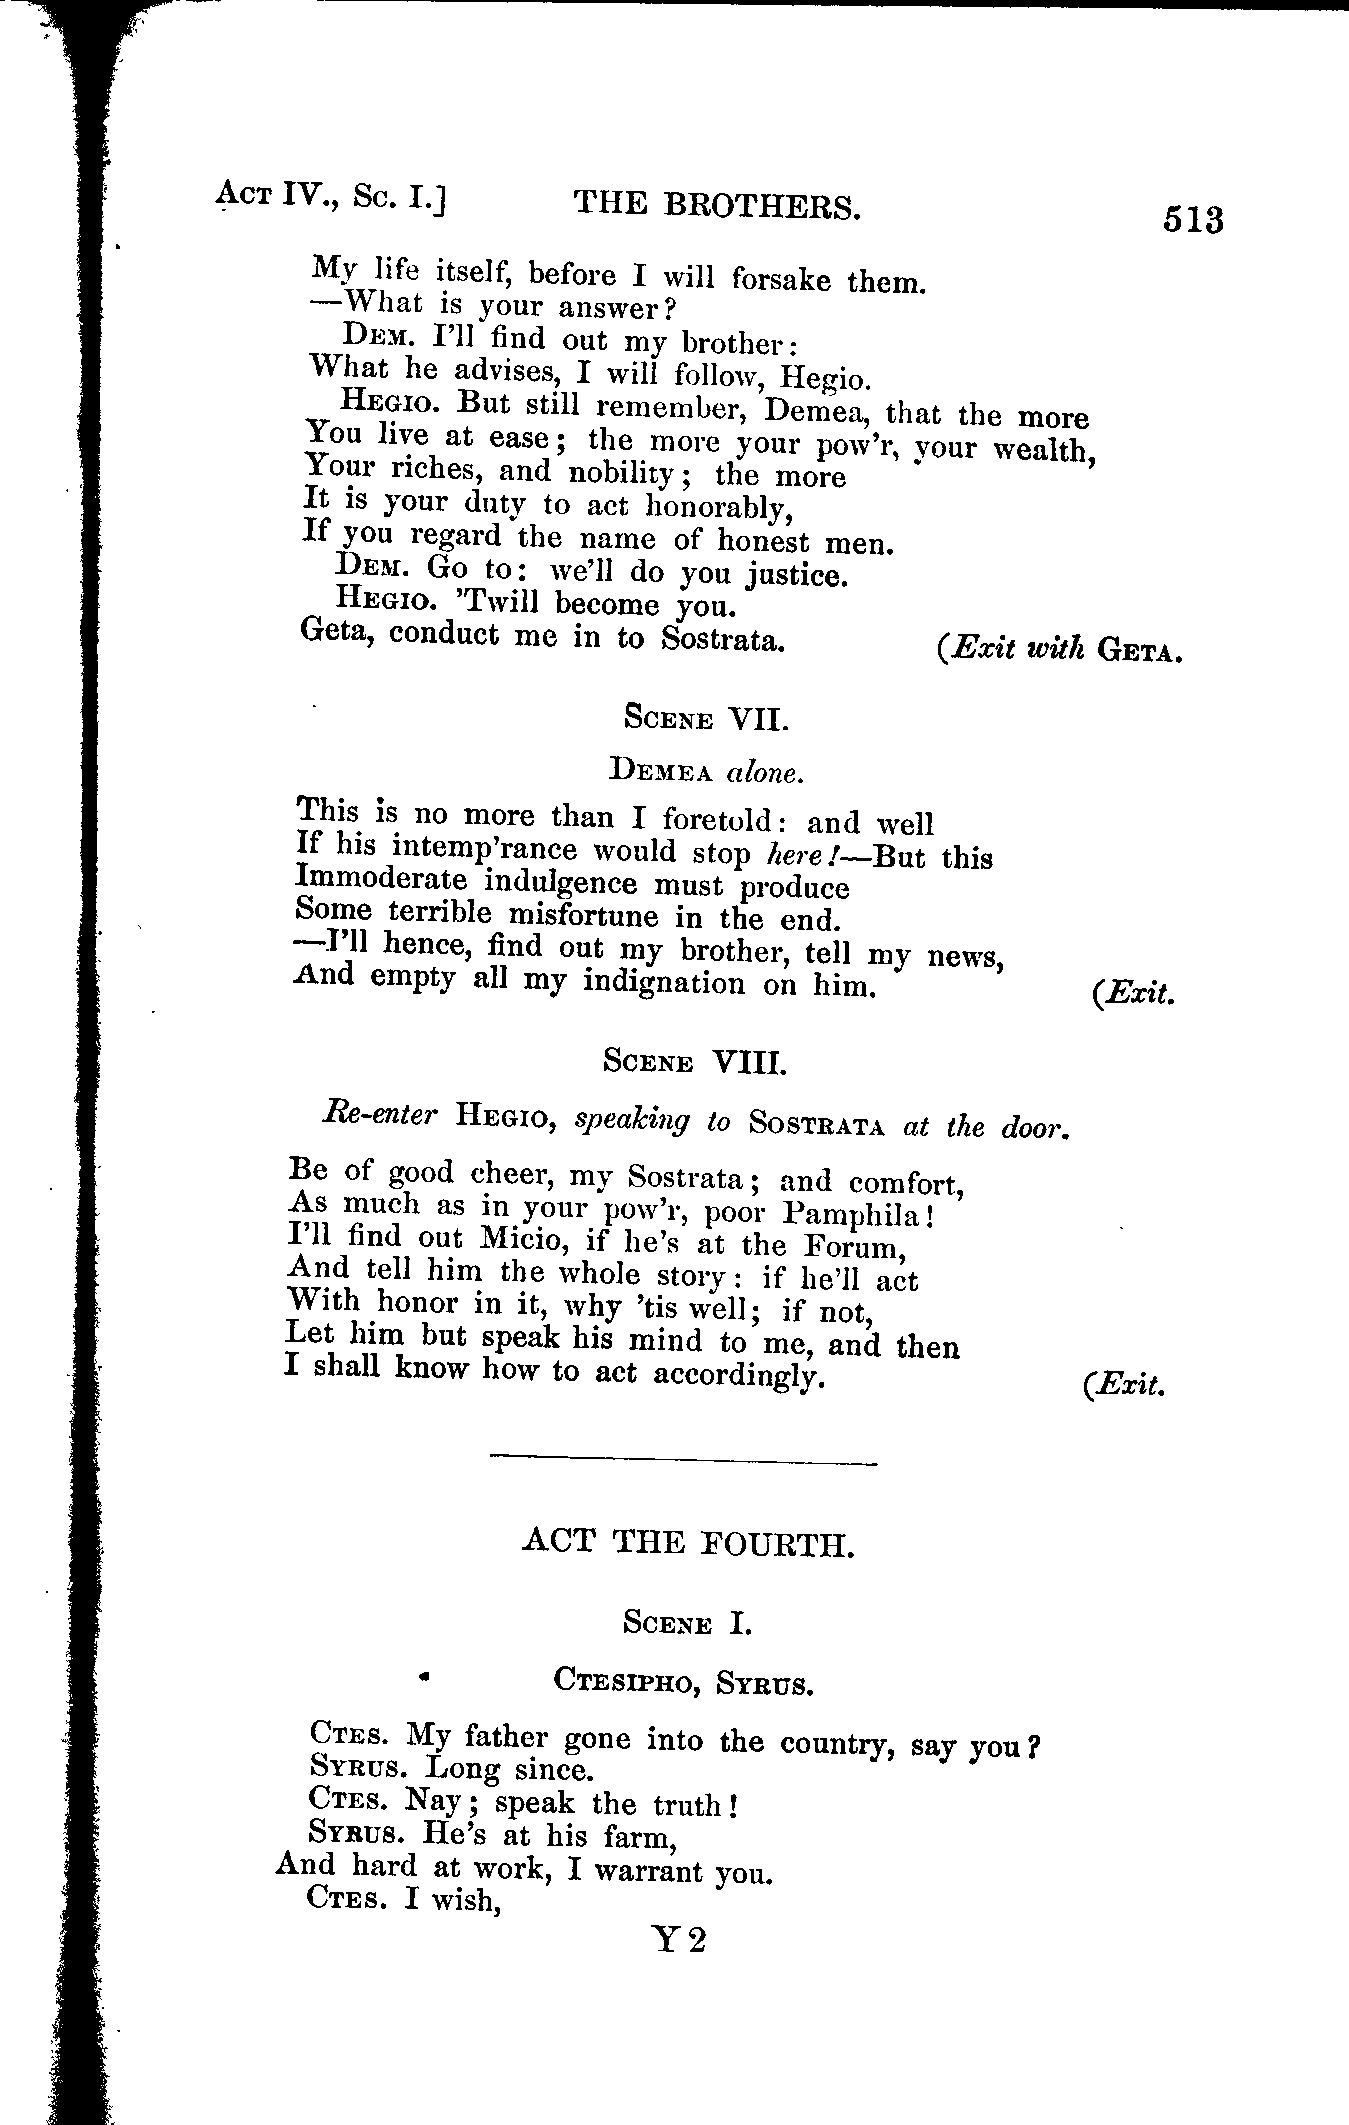 ACT IV., Sc. I.] THE BROTHERS. 513
My life itself, before I will forsake them.
—What is your answer?
DEM. I'll find out my brother:
What he advises, I will follow, Hegio.
HEGIO. But still remember, Demea, that the more
You live at ease; the more your pow'r, your wealth,
Your riches, and nobility; the more
It is your duty to act honorably,
If you regard the name of honest men.
DEM. Go to: we'll do you justice.
HEGIO. 'Twill become you.
Geta, conduct me in to Sostrata. (Exit with GETA.
SCENE VII.
DEMEA alone.
This is no more than I foretold: and well
If his intemp'rance would stop here!—But this
Immoderate indulgence must produce
Some terrible misfortune in the end.
—I'll hence, find out my brother, tell my news,
And empty all my indignation on him. (Exit.
SCENE VIII.
Re-enter HEGIO, speaking to SOSTRATA at the door.
Be of good cheer, my Sostrata; and comfort,
As much as in your pow'r, poor Pamphila!
I'll find out Micio, if he's at the Forum,
And tell him the whole story: if he'll act
With honor in it, why 'tis well; if not,
Let him but speak his mind to me, and then
I shall know how to act accordingly. (Exit.
ACT THE FOURTH.
SCENE I.
CTESIPHO, SYRUS.
CTES. My father gone into the country, say you?
SYRUS. Long since.
CTES. Nay; speak the truth!
SYRUS. He's at his farm,
And hard at work, I warrant you.
CTES. I wish,
Y 2